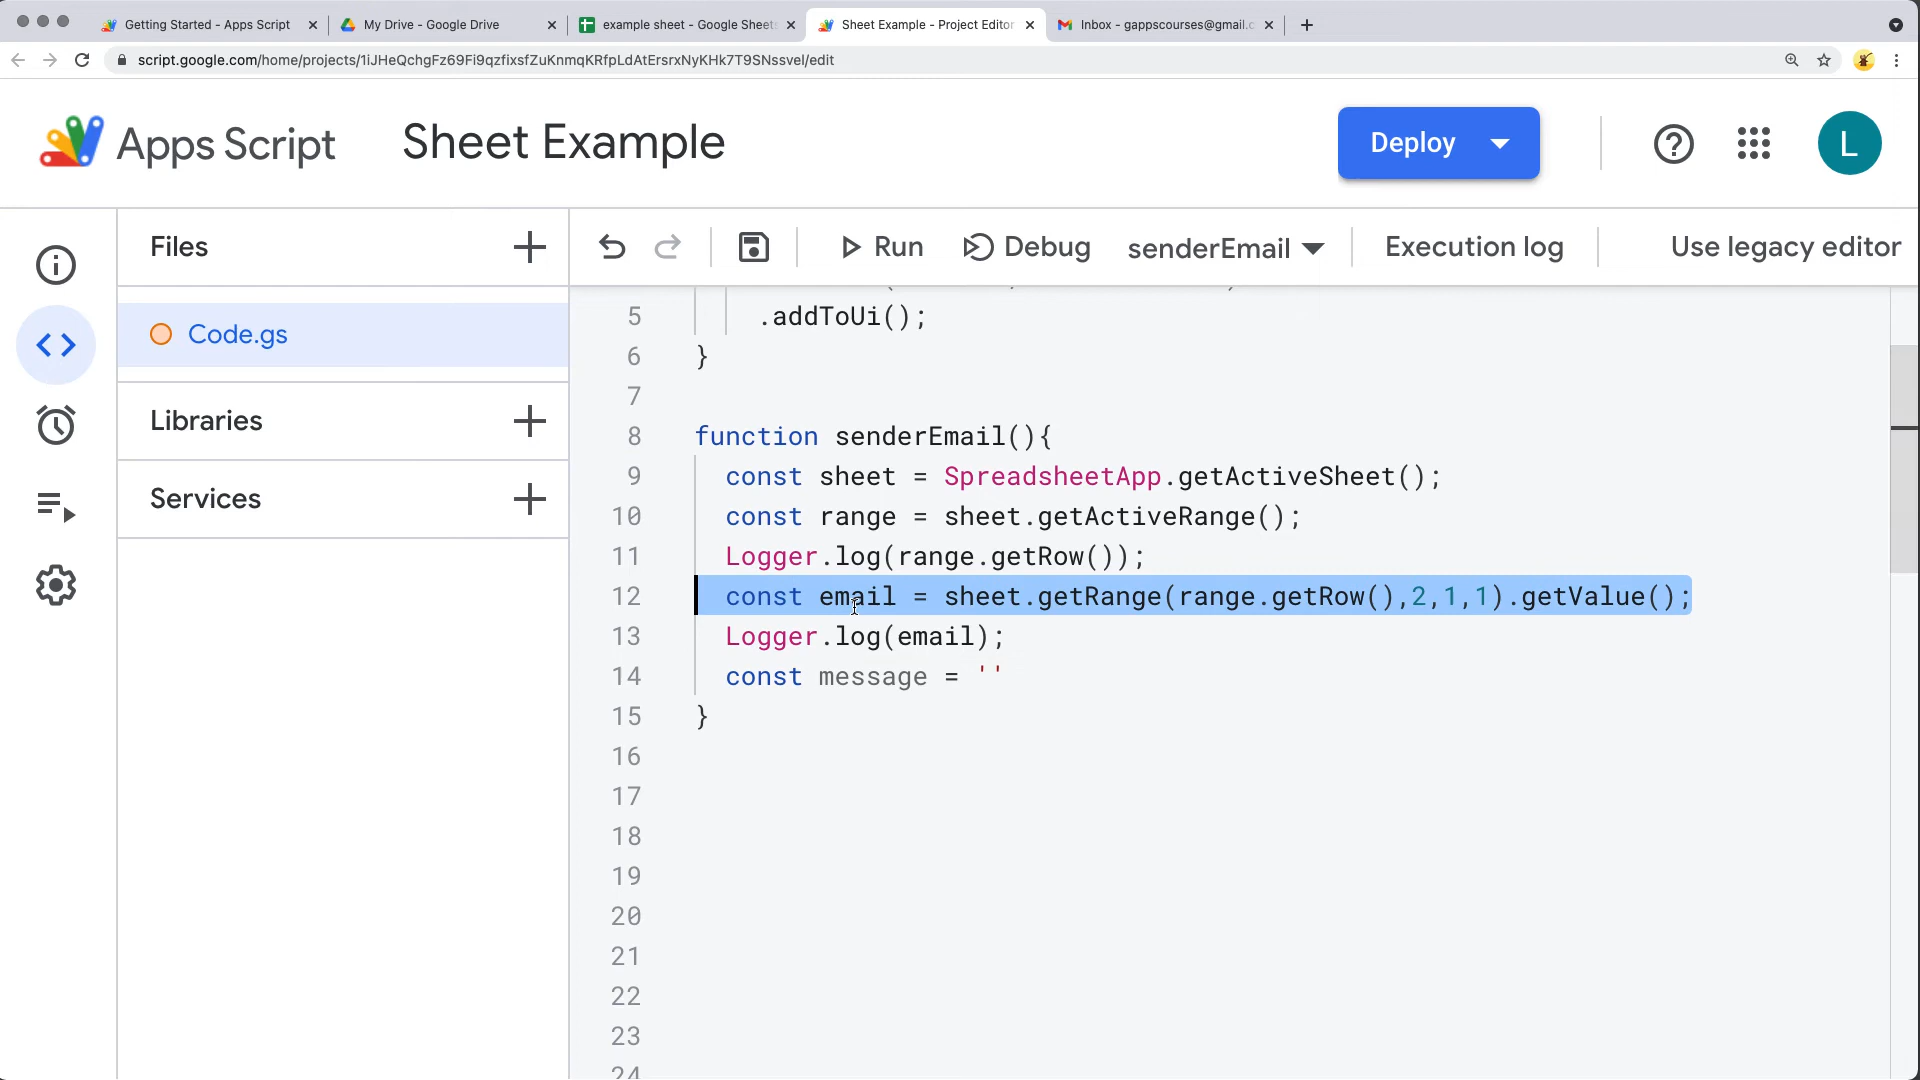 Getting Started - Apps Script
My Drive - Google Drive
example sheet - Google Sheets
Sheet Example - Project Editor
Inbox - gappscourses@gmail.c
script.google.com/home/projects/1iJHeQchgFz69Fi9qzfixsfZuKnmqKRfpLdAtErsrxNyKHk7T9SNssvel/edit
Apps Script
Sheet Example
Deploy
L
Files
Run
Debug
senderEmail
Execution log
Use legacy editor
Code.gs
Libraries
Services
5 .addToUi();
6 }
7
8 function senderEmail(){
9 const sheet = SpreadsheetApp.getActiveSheet();
10 const range = sheet.getActiveRange();
11 Logger.log(range.getRow());
12 const email = sheet.getRange(range.getRow(),2,1,1).getValue();
13 Logger.log(email);
14 const message = ''
15 }
16
17
18
19
20
21
22
23
24